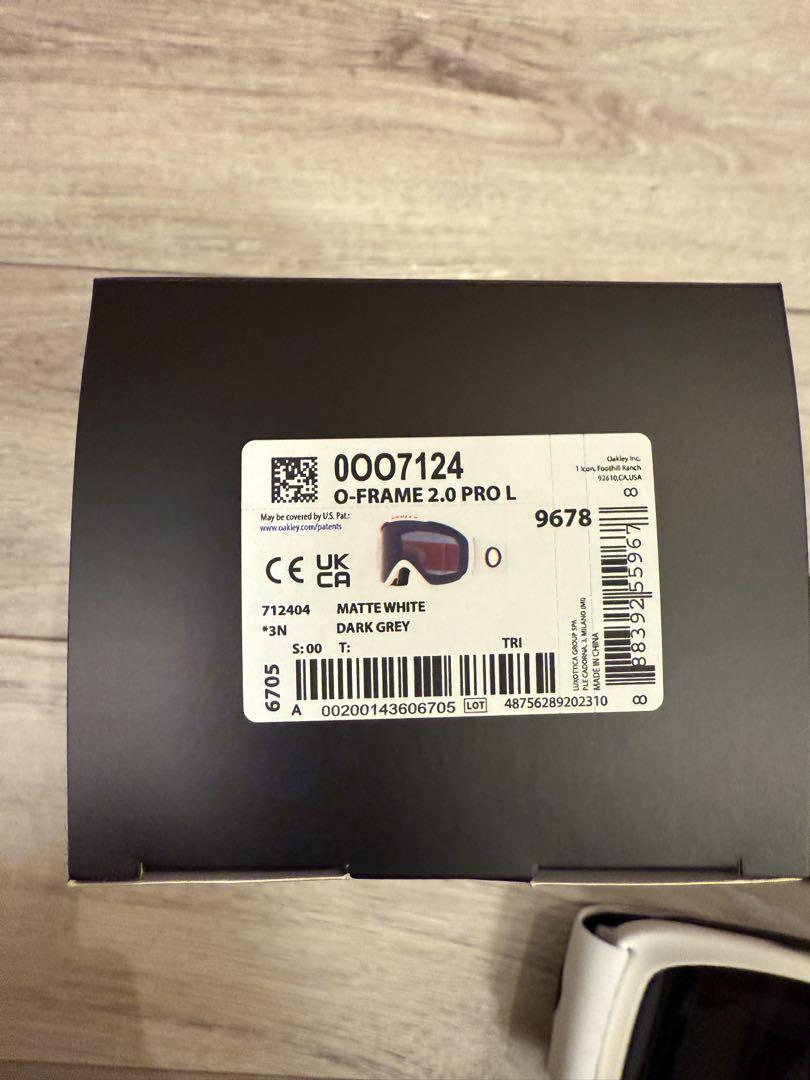 0OO7124
O-FRAME 2.0 PRO L
Oakley Inc.
1 Icon, Foothill Ranch
92610,CA,USA
May be covered by U.S. Pat.:
www.oakley.com/patents
9678
CE UK CA
O
712404 MATTE WHITE
*3N DARK GREY
S: 00 T: TRI
6705
A 00200143606705 LOT 48756289202310
LUXOTTICA GROUP SPA
P.LE CADORNA, 3, MILANO (MI)
MADE IN CHINA
8 88392 55967 8